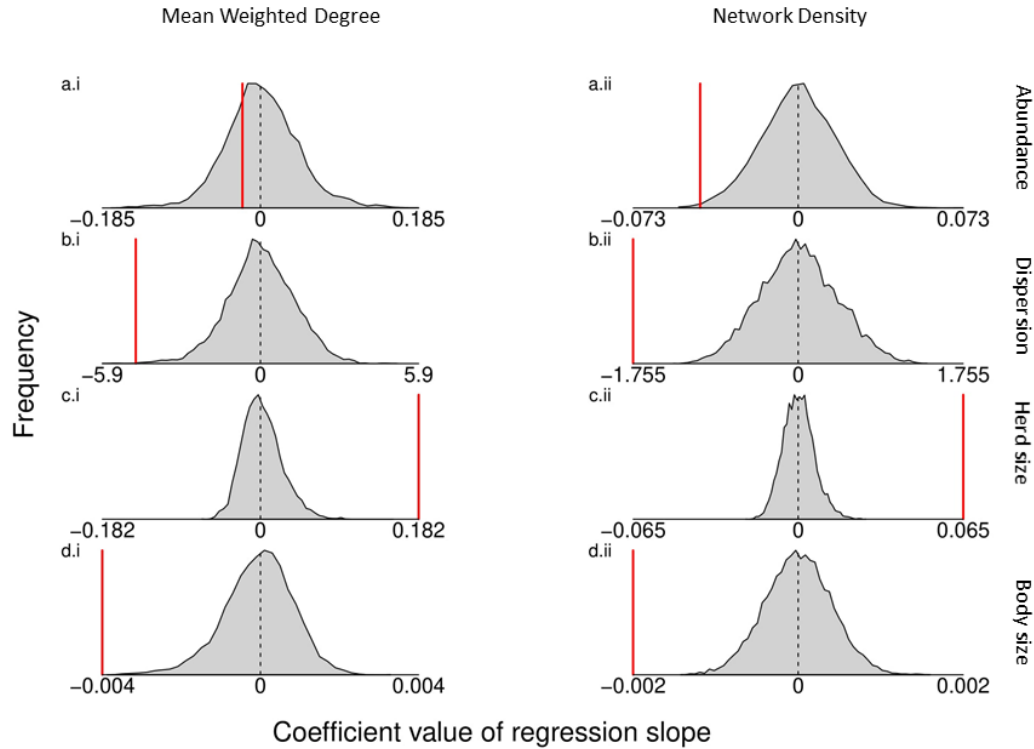 Mean Weighted Degree
Network Density
a.i
a.ii
Abundance
−0.185
0
0.185
−0.073
0
0.073
b.i
b.ii
Dispersion
−5.9
0
5.9
−1.755
0
1.755
c.i
c.ii
Herd size
−0.182
0
0.182
−0.065
0
0.065
d.i
d.ii
Body size
−0.004
0
0.004
−0.002
0
0.002
Frequency
Coefficient value of regression slope